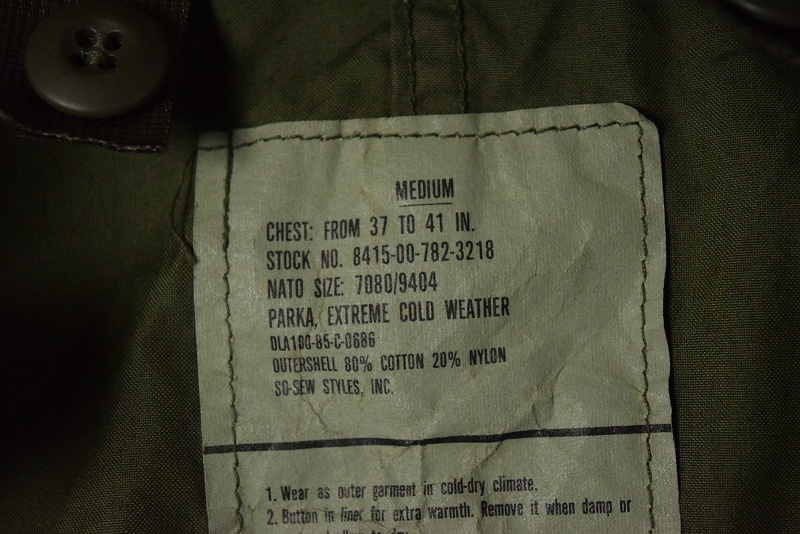 MEDIUM
CHEST: FROM 37 TO 41 IN.
STOCK NO. 8415-00-782-3218
NATO SIZE: 7080/9404
PARKA, EXTREME COLD WEATHER
DLA100-85-C-0686
OUTERSHELL 80% COTTON 20% NYLON
SO-SEW STYLES, INC.
1. Wear as outer garment in cold-dry climate.
2. Button in liner for extra warmth. Remove it when damp or